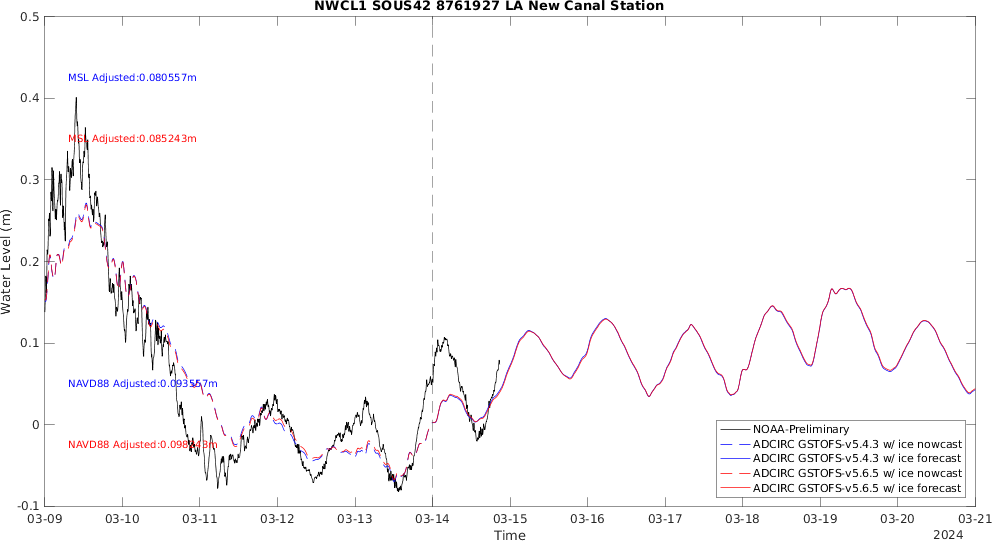 NWCL1 SOUS42 8761927 LA New Canal Station
0.5
0.4
0.3
0.2
0.1
0
-0.1
Water Level (m)
MSL Adjusted:0.080557m
MSL Adjusted:0.085243m
NAVD88 Adjusted:0.093557m
NAVD88 Adjusted:0.098243m
NOAA-Preliminary
ADCIRC GSTOFS-v5.4.3 w/ ice nowcast
ADCIRC GSTOFS-v5.4.3 w/ ice forecast
ADCIRC GSTOFS-v5.6.5 w/ ice nowcast
ADCIRC GSTOFS-v5.6.5 w/ ice forecast
03-09 03-10 03-11 03-12 03-13 03-14 03-15 03-16 03-17 03-18 03-19 03-20 03-21
Time
2024